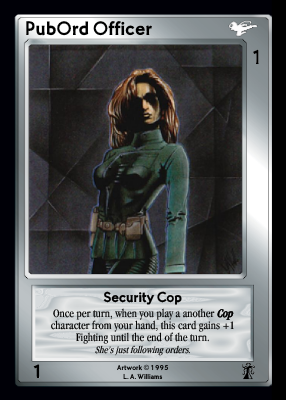 PubOrd Officer
1
Security Cop
Once per turn, when you play a another Cop
character from your hand, this card gains +1
Fighting until the end of the turn.
She's just following orders.
Artwork © 1995
L. A. Williams
1